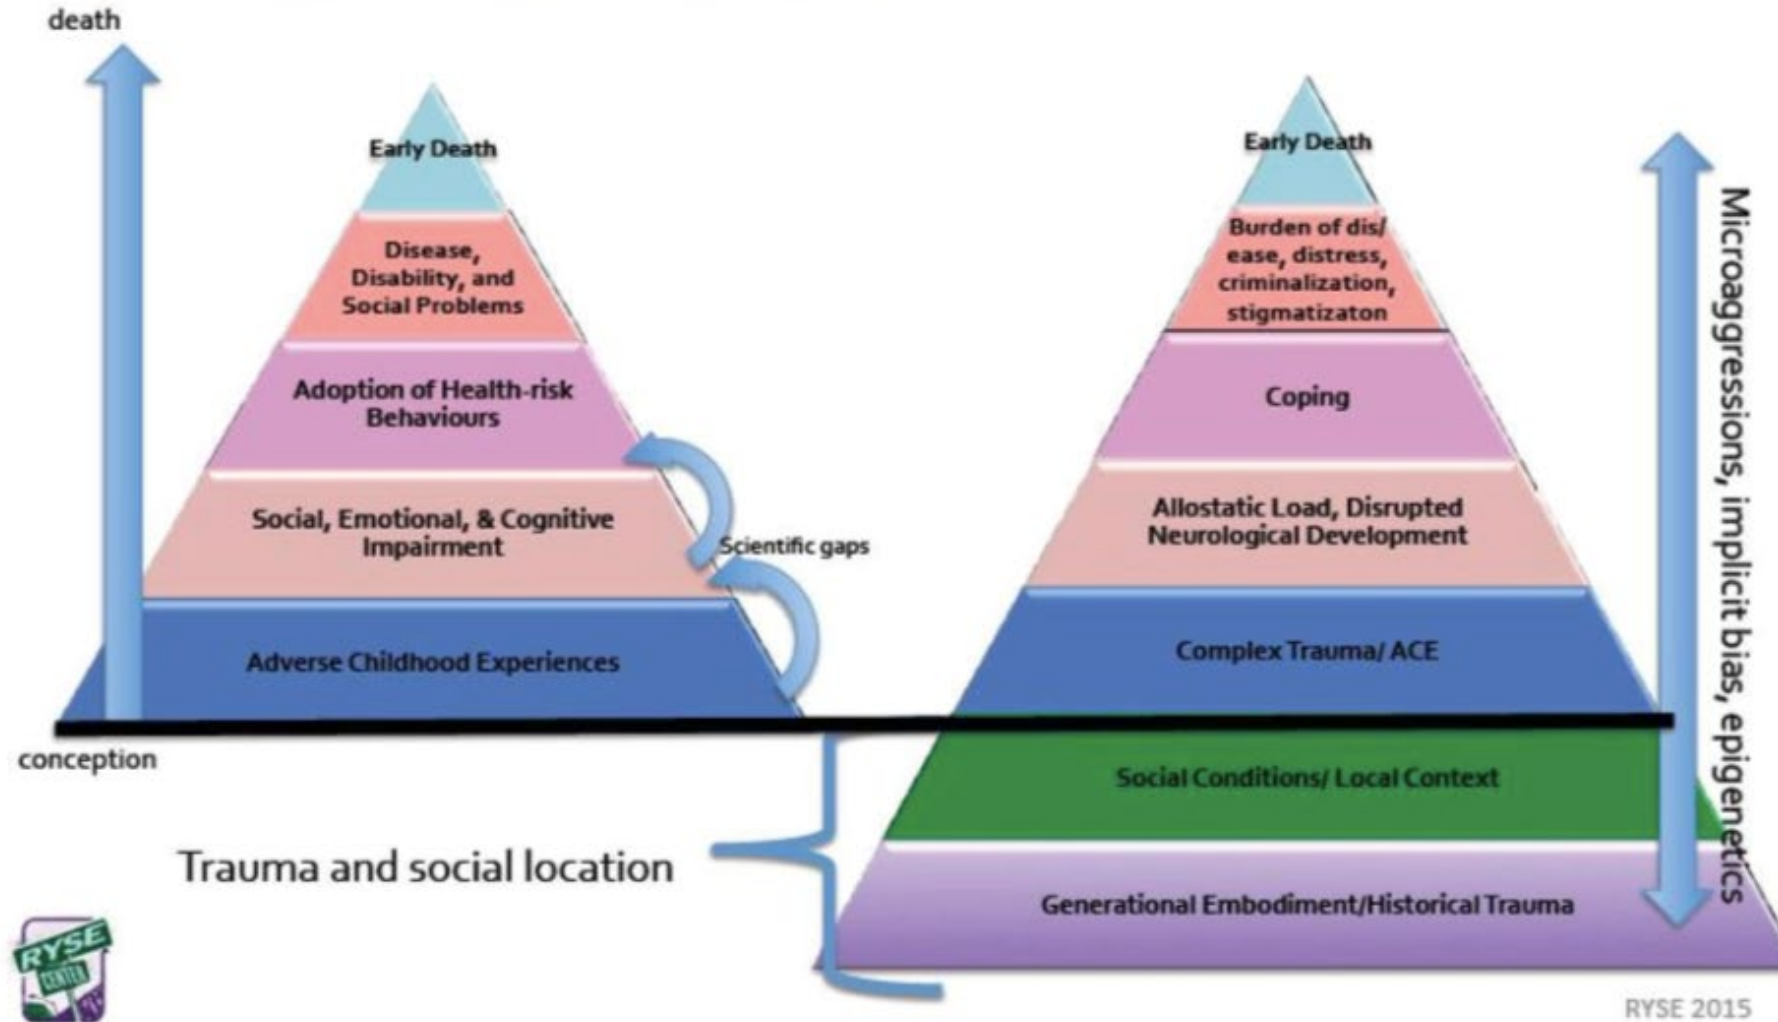 death
Early Death
Disease,
Disability, and
Social Problems
Adoption of Health-risk
Behaviours
Social, Emotional, & Cognitive
Impairment
Scientific gaps
Adverse Childhood Experiences
conception
Early Death
Burden of dis/
ease, distress,
criminalization,
stigmatizaton
Coping
Allostatic Load, Disrupted
Neurological Development
Complex Trauma/ ACE
Social Conditions/ Local Context
Generational Embodiment/Historical Trauma
Microaggressions, implicit bias, epigenetics
Trauma and social location
RYSE
CENTER
RYSE 2015